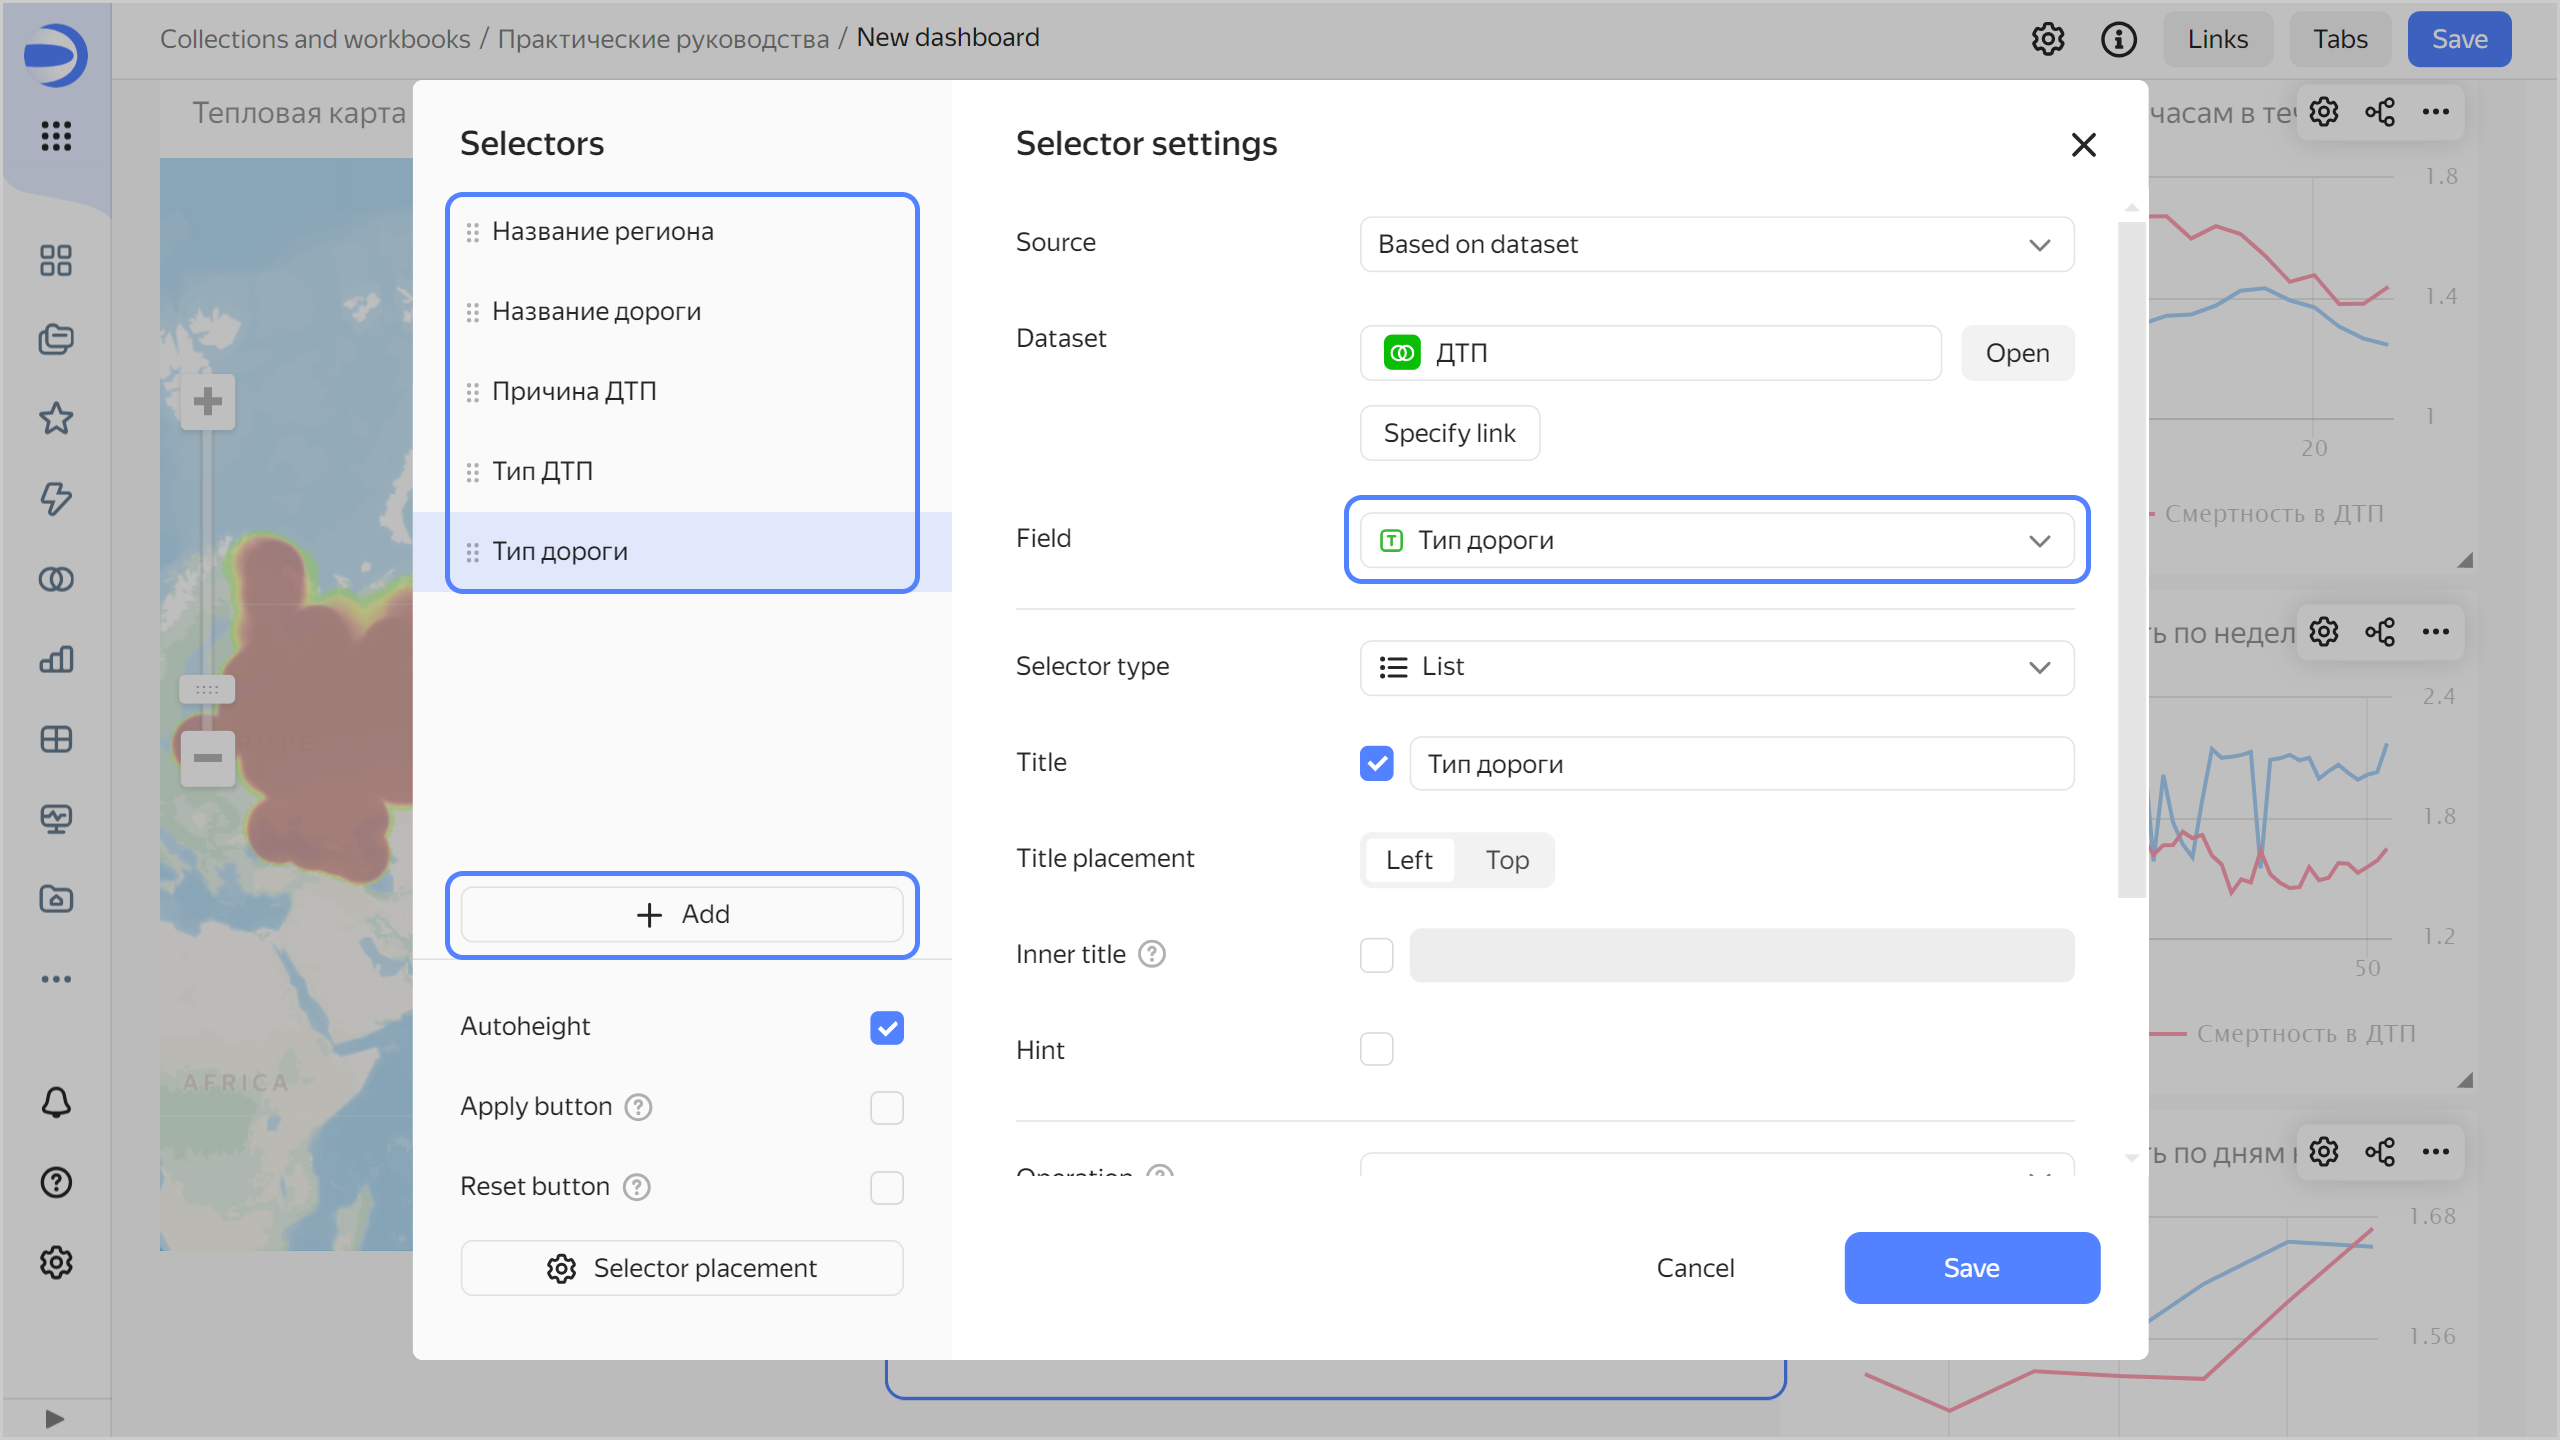 Collections and workbooks / Практические руководства / New dashboard
Links
Tabs
Save
Тепловая карта
EUROPE
AFRICA
Selectors
Название региона
Название дороги
Причина ДТП
Тип ДТП
Тип дороги
Add
Autoheight
Apply button
Reset button
Selector placement
Selector settings
Source
Based on dataset
Dataset
ДТП
Open
Specify link
Field
Тип дороги
Selector type
List
Title
Тип дороги
Title placement
Left
Top
Inner title
Hint
Operation
Cancel
Save
часам в
1.8
1.4
1
20
Смертность в ДТП
по недел
2.4
1.8
1.2
50
Смертность в ДТП
по дням
1.68
1.56